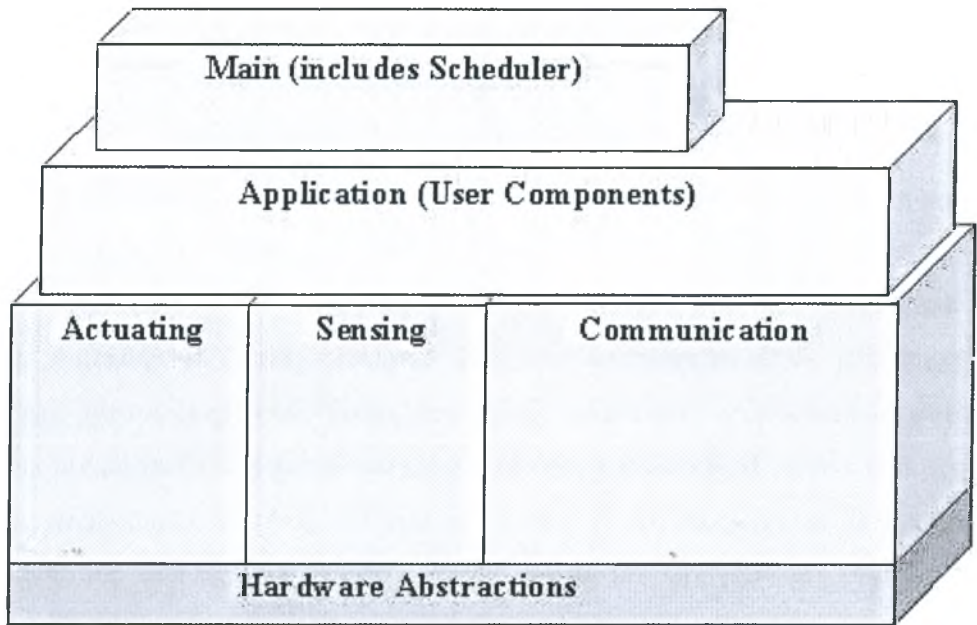 Main (includes Scheduler)
Application (User Components)
Actuating Sensing Communication
Hardware Abstractions